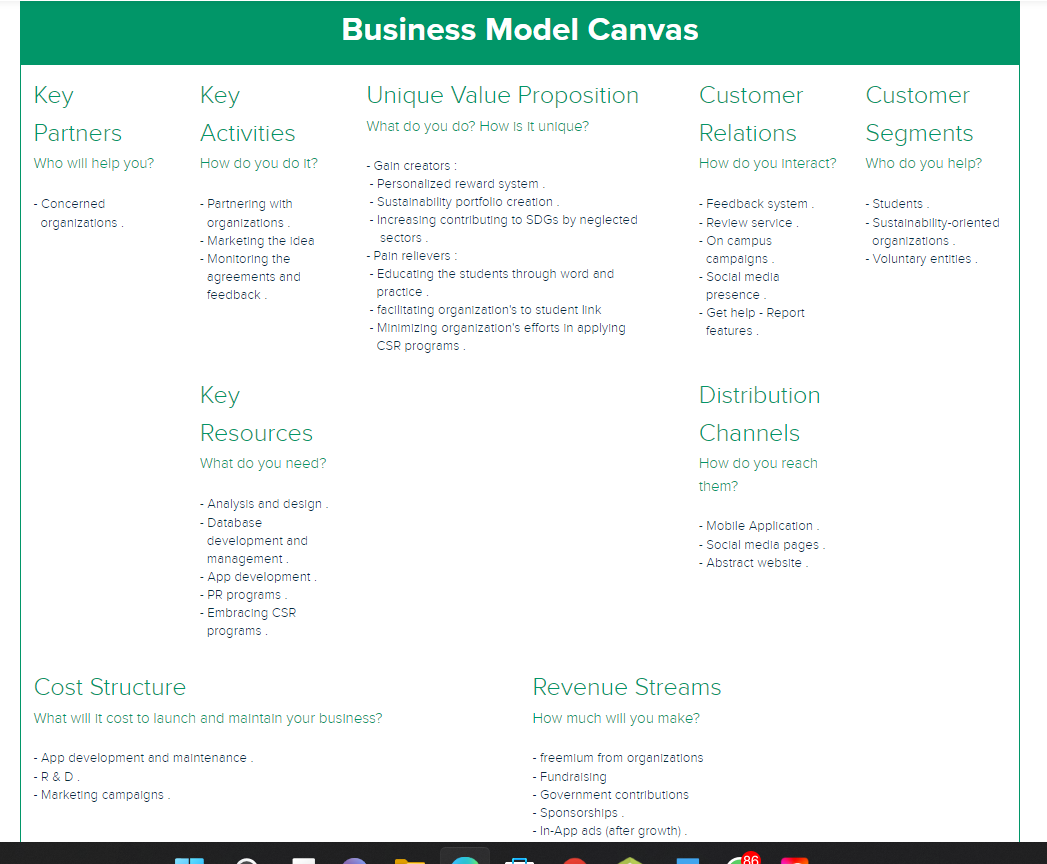 Business Model Canvas
Key
Partners
Who will help you?
- Concerned
organizations .
Key
Activities
How do you do it?
- Partnering with
organizations .
- Marketing the idea
- Monitoring the
agreements and
feedback .
Unique Value Proposition
What do you do? How is it unique?
- Gain creators :
- Personalized reward system .
- Sustainability portfolio creation .
- Increasing contributing to SDGs by neglected
sectors .
- Pain relievers :
- Educating the students through word and
practice .
- facilitating organization's to student link
- Minimizing organization's efforts in applying
CSR programs .
Customer
Relations
How do you interact?
- Feedback system .
- Review service .
- On campus
campaigns .
- Social media
presence .
- Get help - Report
features .
Customer
Segments
Who do you help?
- Students .
- Sustainability-oriented
organizations .
- Voluntary entities .
Key
Resources
What do you need?
- Analysis and design .
- Database
development and
management .
- App development .
- PR programs .
- Embracing CSR
programs .
Distribution
Channels
How do you reach
them?
- Mobile Application .
- Social media pages .
- Abstract website .
Cost Structure
What will it cost to launch and maintain your business?
- App development and maintenance .
- R & D .
- Marketing campaigns .
Revenue Streams
How much will you make?
- freemium from organizations
- Fundraising
- Government contributions
- Sponsorships .
- In-App ads (after growth) .
86